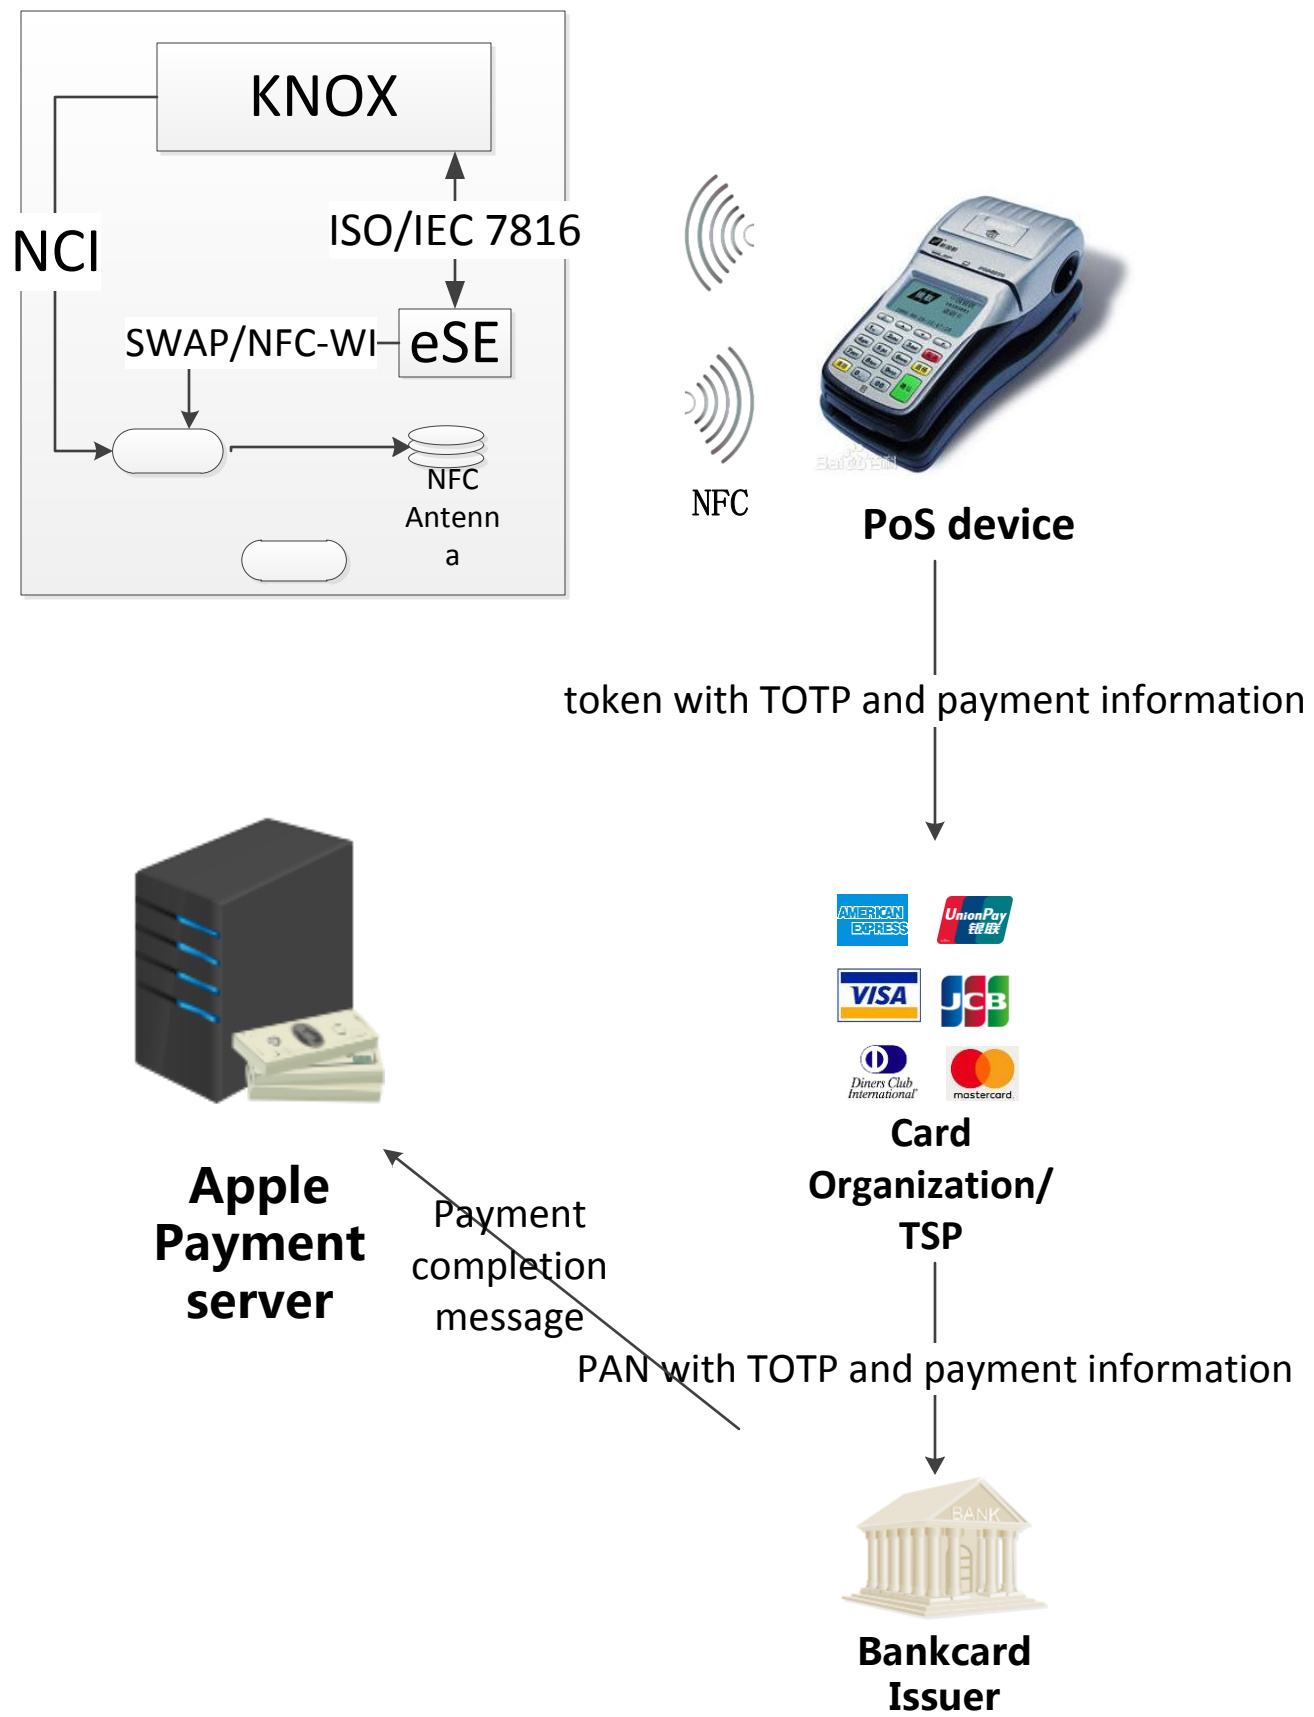 KNOX
NCI
ISO/IEC 7816
SWAP/NFC-WI
eSE
NFC
Antenn
a
NFC
PoS device
token with TOTP and payment information
AMERICAN
EXPRESS
UnionPay
银联
VISA
JCB
Diners Club
International
mastercard.
Card
Organization/
TSP
Apple
Payment
server
Payment
completion
message
PAN with TOTP and payment information
BANK
Bankcard
Issuer